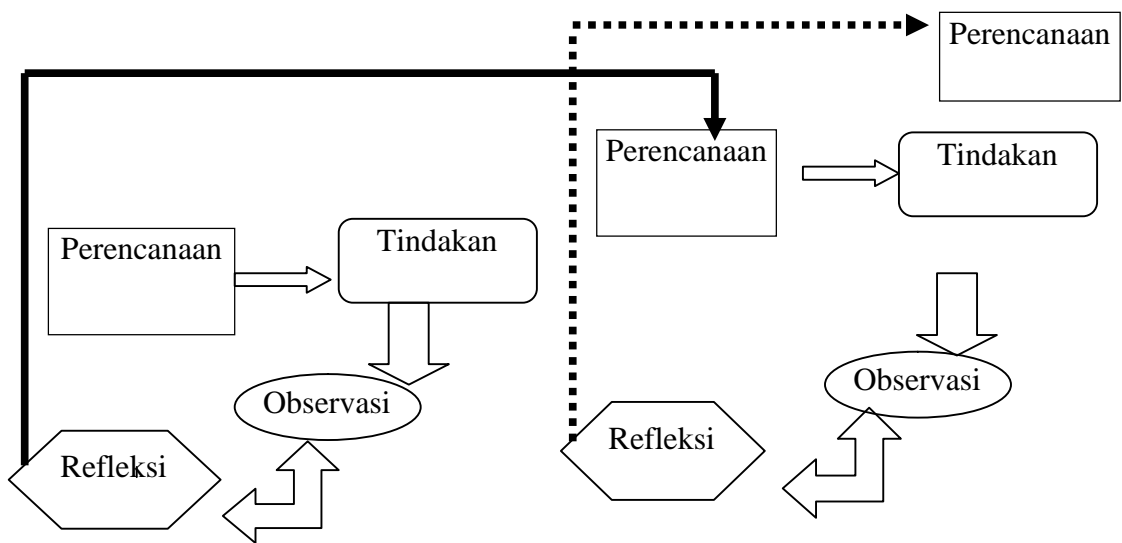 Perencanaan
Perencanaan
Tindakan
Perencanaan
Tindakan
Observasi
Observasi
Refleksi
Refleksi